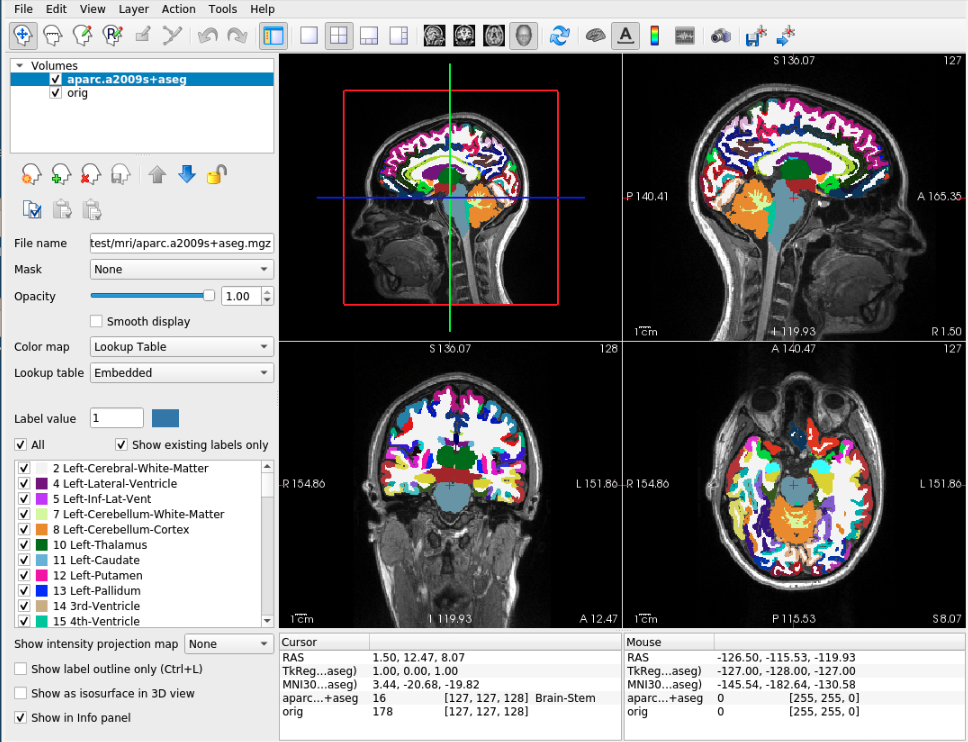 File Edit View Layer Action Tools Help
Volumes
aparc.a2009s+aseg
orig
File name test/mri/aparc.a2009s+aseg.mgz
Mask None
Opacity 1.00
Smooth display
Color map Lookup Table
Lookup table Embedded
Label value 1
All Show existing labels only
2 Left-Cerebral-White-Matter
4 Left-Lateral-Ventricle
5 Left-Inf-Lat-Vent
7 Left-Cerebellum-White-Matter
8 Left-Cerebellum-Cortex
10 Left-Thalamus
11 Left-Caudate
12 Left-Putamen
13 Left-Pallidum
14 3rd-Ventricle
15 4th-Ventricle
Show intensity projection map None
Show label outline only (Ctrl+L)
Show as isosurface in 3D view
Show in Info panel
S 136.07 127
P 140.41 A 165.35
1 cm I 119.93 R 1.50
S 136.07 128
R 154.86 L 151.86
1 cm I 119.93 A 12.47
A 140.47 127
R 154.86 L 151.86
1 cm P 115.53 S 8.07
Cursor
RAS 1.50, 12.47, 8.07
TkReg...aseg) 1.00, 0.00, 1.00
MNI30...aseg) 3.44, -20.68, -19.82
aparc...+aseg 16 [127, 127, 128] Brain-Stem
orig 178 [127, 127, 128]
Mouse
RAS -126.50, -115.53, -119.93
TkReg...aseg) -127.00, -128.00, -127.00
MNI30...aseg) -145.54, -182.64, -130.58
aparc...+aseg 0 [255, 255, 0]
orig 0 [255, 255, 0]